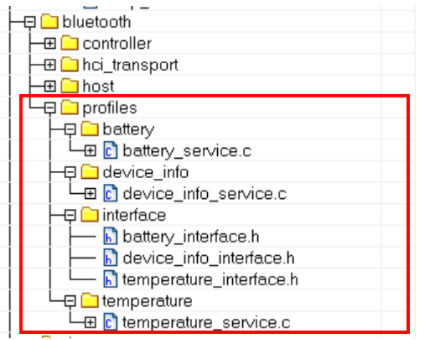 bluetooth
controller
hci_transport
host
profiles
battery
battery_service.c
device_info
device_info_service.c
interface
battery_interface.h
device_info_interface.h
temperature_interface.h
temperature
temperature_service.c